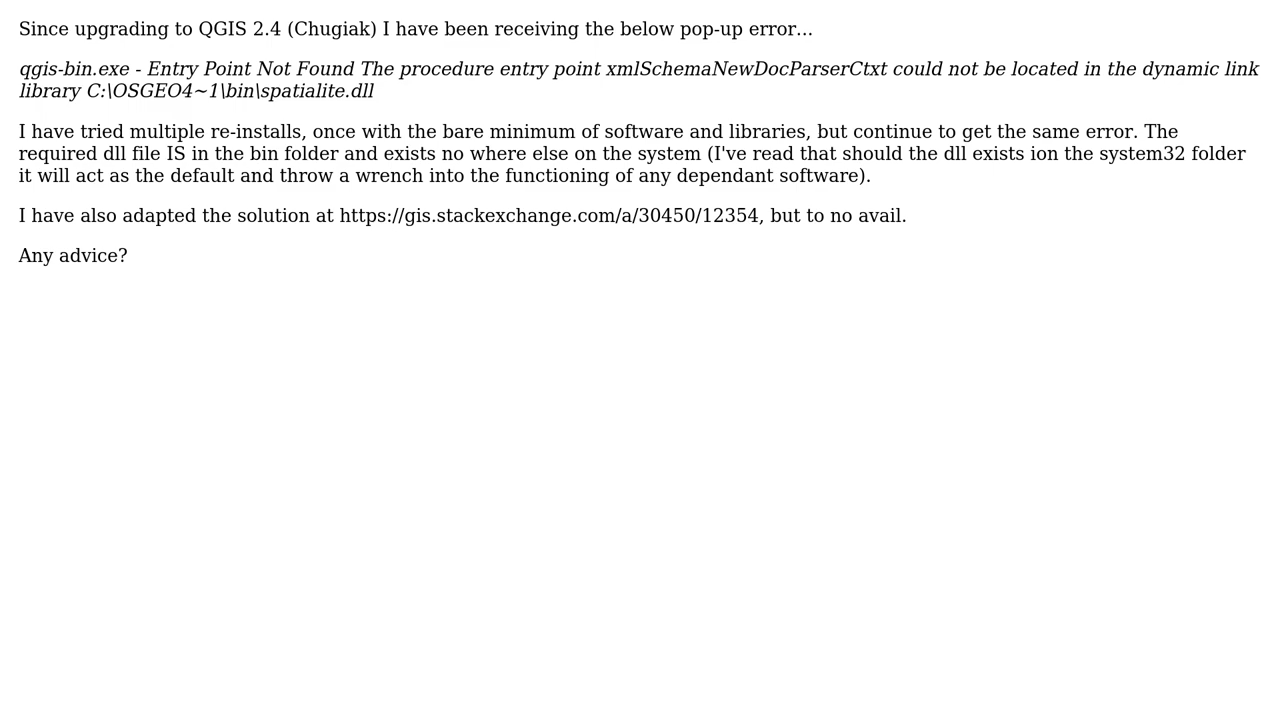 Since upgrading to QGIS 2.4 (Chugiak) I have been receiving the below pop-up error...
qgis-bin.exe - Entry Point Not Found The procedure entry point xmlSchemaNewDocParserCtxt could not be located in the dynamic link
library C:\OSGEO4~1\bin\spatialite.dll
I have tried multiple re-installs, once with the bare minimum of software and libraries, but continue to get the same error. The
required dll file IS in the bin folder and exists no where else on the system (I've read that should the dll exists ion the system32 folder
it will act as the default and throw a wrench into the functioning of any dependant software).
I have also adapted the solution at https://gis.stackexchange.com/a/30450/12354, but to no avail.
Any advice?